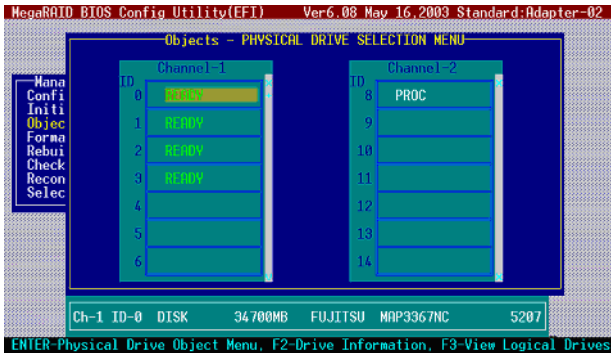 MegaRAID BIOS Config Utility(EFI) Ver6.08 May 16,2003 Standard:Adapter-02
Objects - PHYSICAL DRIVE SELECTION MENU
Mana
Confi
Initi
Objec
Forma
Rebui
Check
Recon
Selec
Channel-1
ID
0 READY
1 READY
2 READY
3 READY
4
5
6
Channel-2
ID
8 PROC
9
10
11
12
13
14
Ch-1 ID-0 DISK 34700MB FUJITSU MAP3367NC 5207
ENTER-Physical Drive Object Menu, F2-Drive Information, F3-View Logical Drives